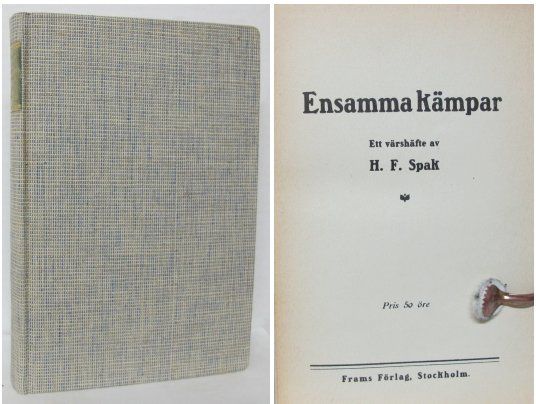 Ensamma kämpar
Ett värshäfte av
H. F. Spak
Pris 50 öre
Frams Förlag, Stockholm.